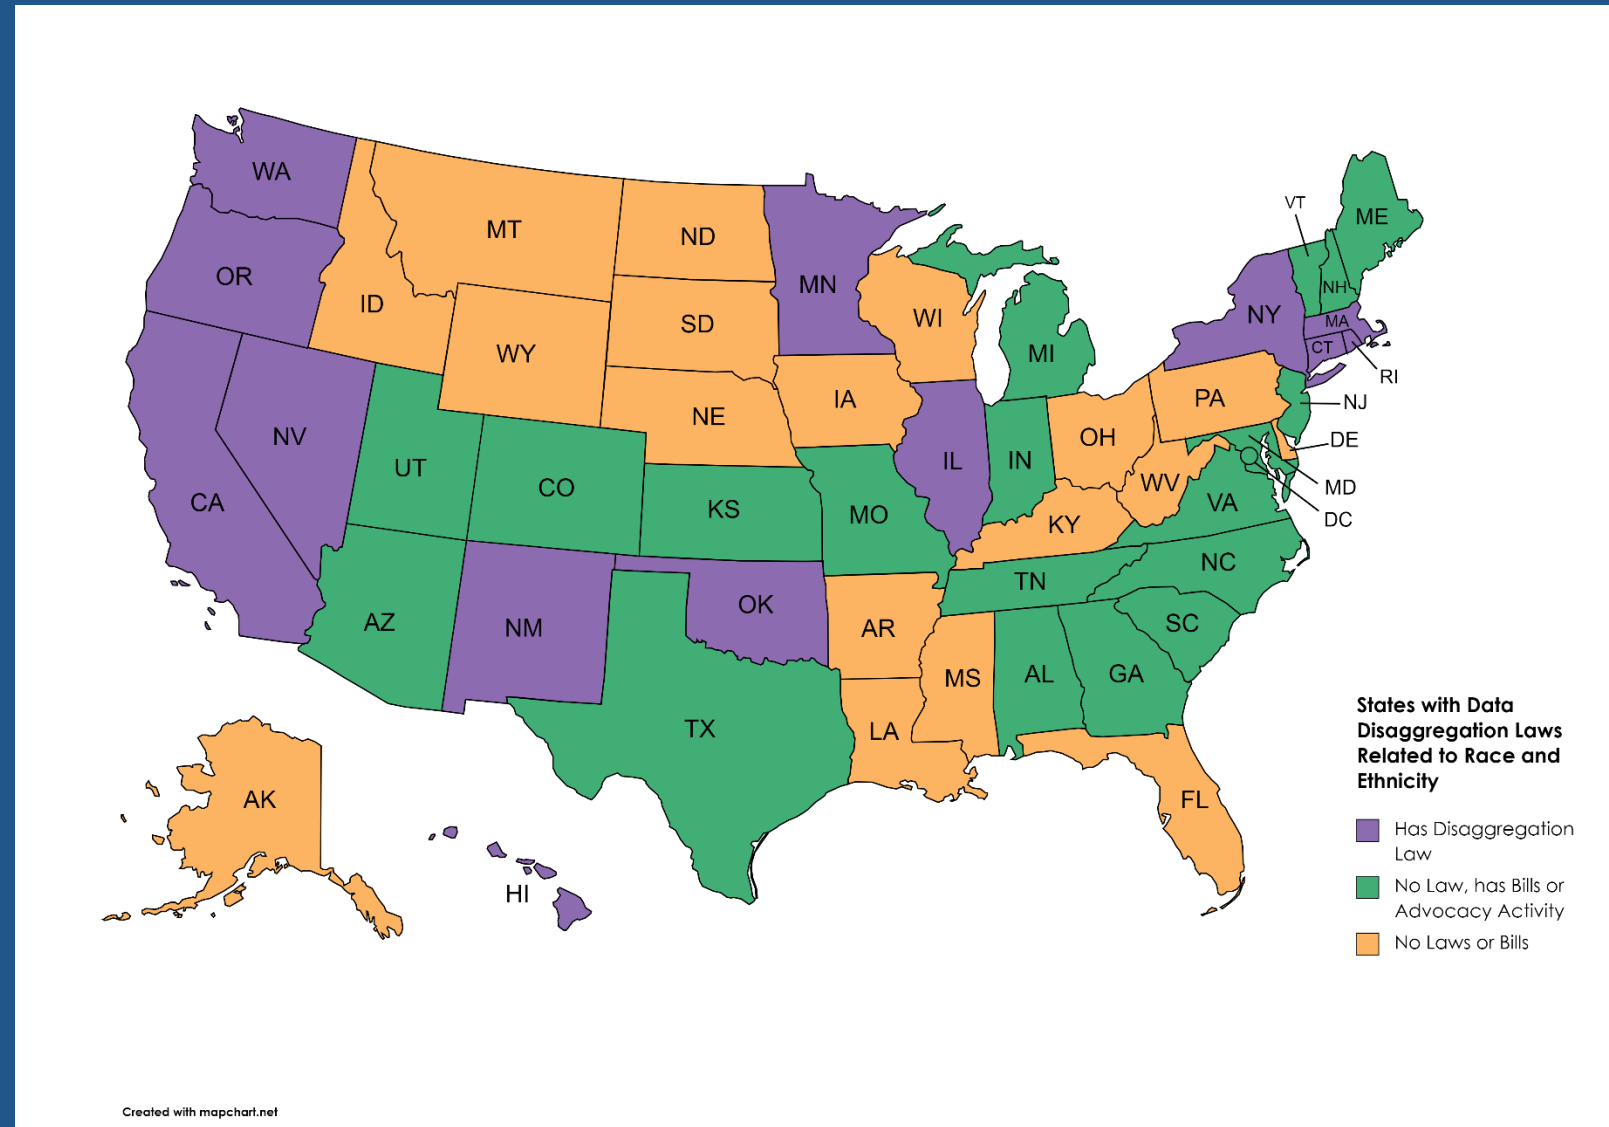 WA
OR
CA
NV
ID
MT
WY
UT
CO
AZ
NM
ND
SD
NE
KS
OK
TX
MN
IA
MO
AR
LA
WI
IL
MI
IN
OH
KY
TN
MS
AL
GA
FL
SC
NC
VA
WV
PA
NY
VT
NH
ME
MA
CT
RI
NJ
DE
MD
DC
AK
HI
States with Data
Disaggregation Laws
Related to Race and
Ethnicity
Has Disaggregation
Law
No Law, has Bills or
Advocacy Activity
No Laws or Bills
Created with mapchart.net